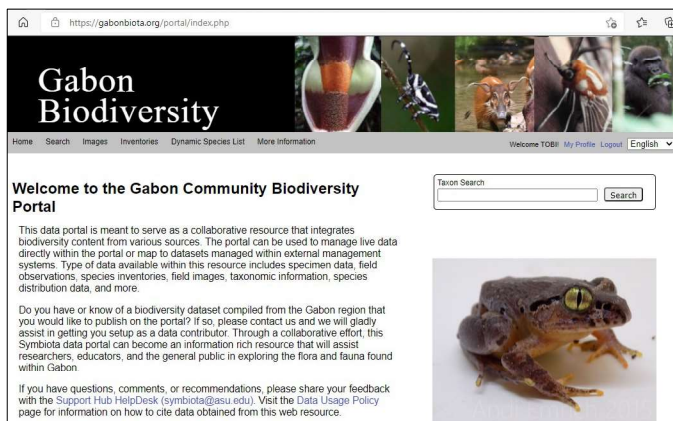 https://gabonbiota.org/portal/index.php
Gabon
Biodiversity
Home Search Images Inventories Dynamic Species List More Information
Welcome TOBI! My Profile Logout English
Welcome to the Gabon Community Biodiversity
Portal
This data portal is meant to serve as a collaborative resource that integrates
biodiversity content from various sources. The portal can be used to manage live data
directly within the portal or map to datasets managed within external management
systems. Type of data available within this resource includes specimen data, field
observations, species inventories, field images, taxonomic information, species
distribution data, and more.
Do you have or know of a biodiversity dataset compiled from the Gabon region that
you would like to publish on the portal? If so, please contact us and we will gladly
assist in getting you setup as a data contributor. Through a collaborative effort, this
Symbiota data portal can become an information rich resource that will assist
researchers, educators, and the general public in exploring the flora and fauna found
within Gabon.
If you have questions, comments, or recommendations, please share your feedback
with the Support Hub HelpDesk (symbiota@asu.edu). Visit the Data Usage Policy
page for information on how to cite data obtained from this web resource.
Taxon Search
Search